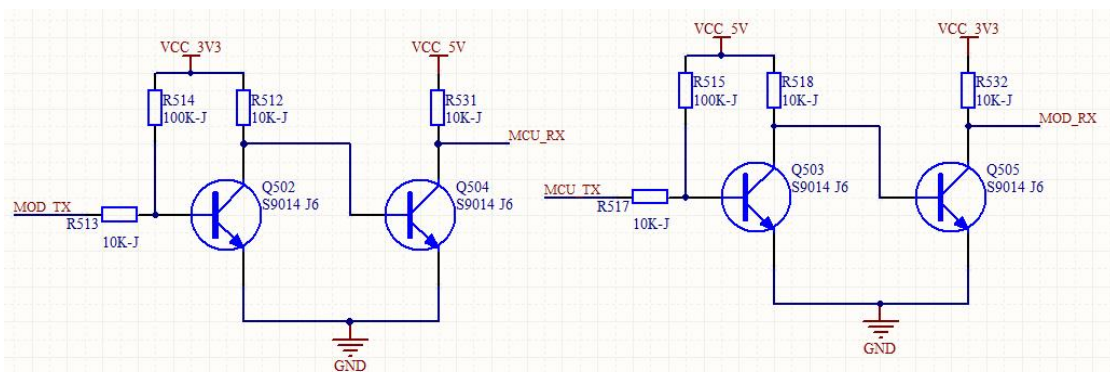 VCC_3V3
R514
100K-J
R512
10K-J
VCC_5V
R531
10K-J
MCU_RX
MOD_TX
R513
10K-J
Q502
S9014 J6
Q504
S9014 J6
GND
VCC_5V
R515
100K-J
R518
10K-J
VCC_3V3
R532
10K-J
MOD_RX
MCU_TX
R517
10K-J
Q503
S9014 J6
Q505
S9014 J6
GND